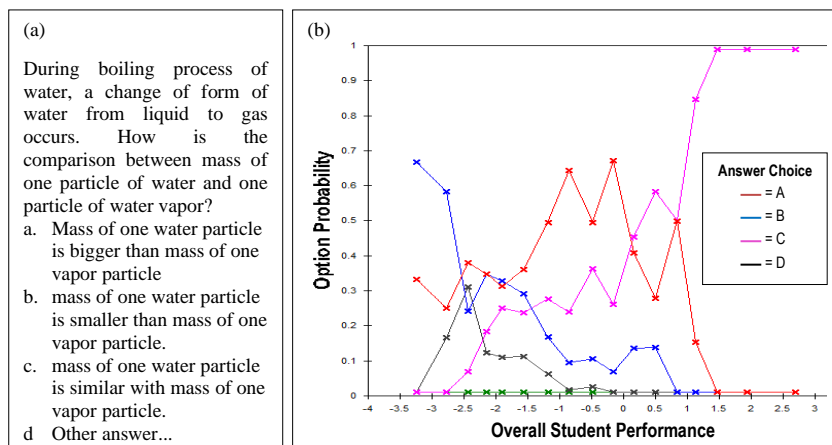 (a)
During boiling process of
water, a change of form of
water from liquid to gas
occurs. How is the
comparison between mass of
one particle of water and one
particle of water vapor?
a. Mass of one water particle
is bigger than mass of one
vapor particle
b. mass of one water particle
is smaller than mass of one
vapor particle.
c. mass of one water particle
is similar with mass of one
vapor particle.
d Other answer...
(b)
Option Probability
1
0.9
0.8
0.7
0.6
0.5
0.4
0.3
0.2
0.1
0
-4 -3.5 -3 -2.5 -2 -1.5 -1 -0.5 0 0.5 1 1.5 2 2.5 3
Overall Student Performance
Answer Choice
= A
= B
= C
= D